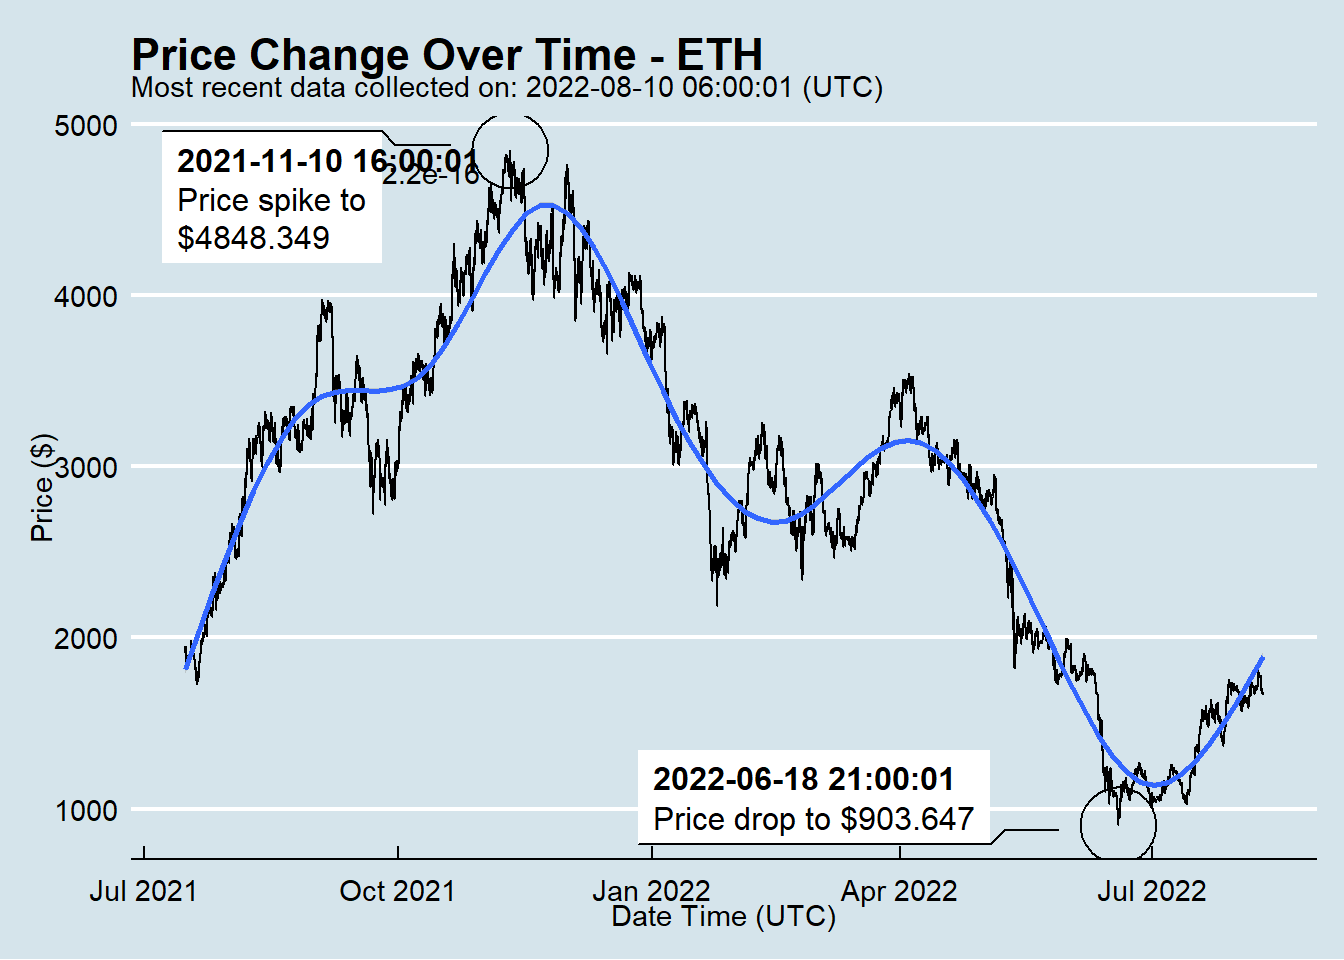 Price Change Over Time - ETH
Most recent data collected on: 2022-08-10 06:00:01 (UTC)
5000
2021-11-10 16:00:01
2.2e-16
Price spike to
$4848.349
4000
Price ($)
3000
2000
2022-06-18 21:00:01
Price drop to $903.647
1000
Jul 2021 Oct 2021 Jan 2022 Apr 2022 Jul 2022
Date Time (UTC)